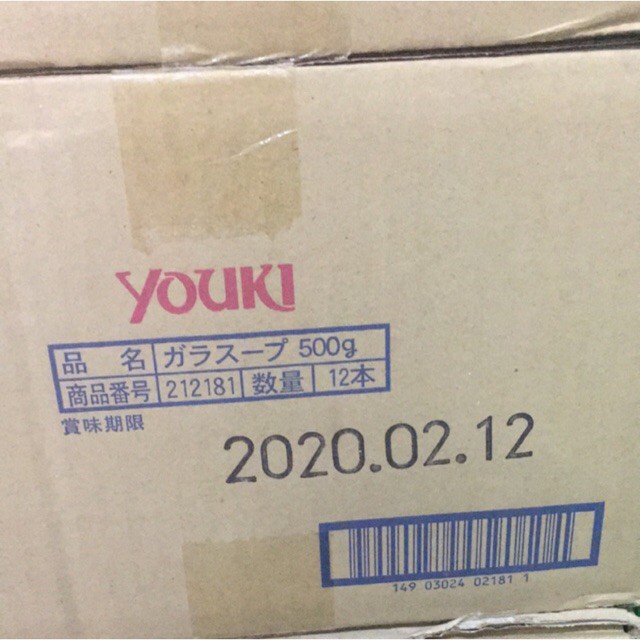 YOUKI
品 名 ガラスープ 500g
商品番号 212181 数量 12本
賞味期限
2020.02.12
149 03024 02181 1